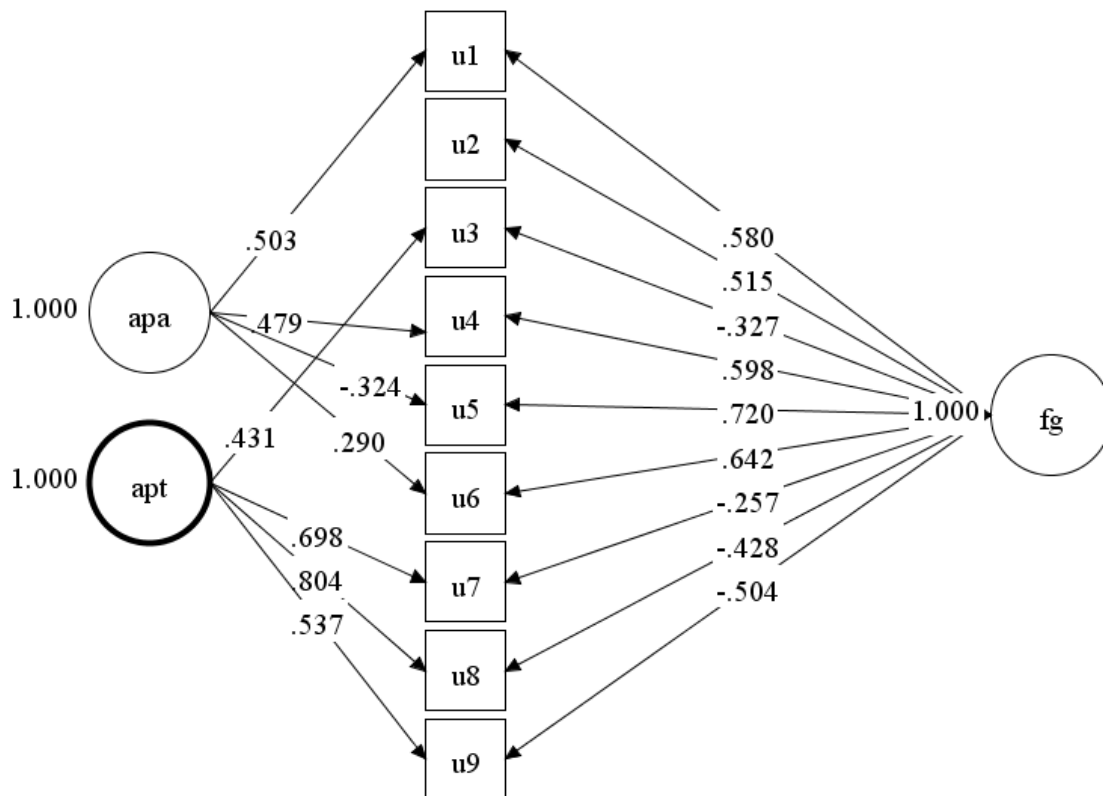 u1
u2
u3
u4
u5
u6
u7
u8
u9
1.000
apa
1.000
apt
.503
.479
-.324
.290
.431
.698
.804
.537
.580
.515
-.327
.598
.720
.642
-.257
-.428
-.504
1.000
fg